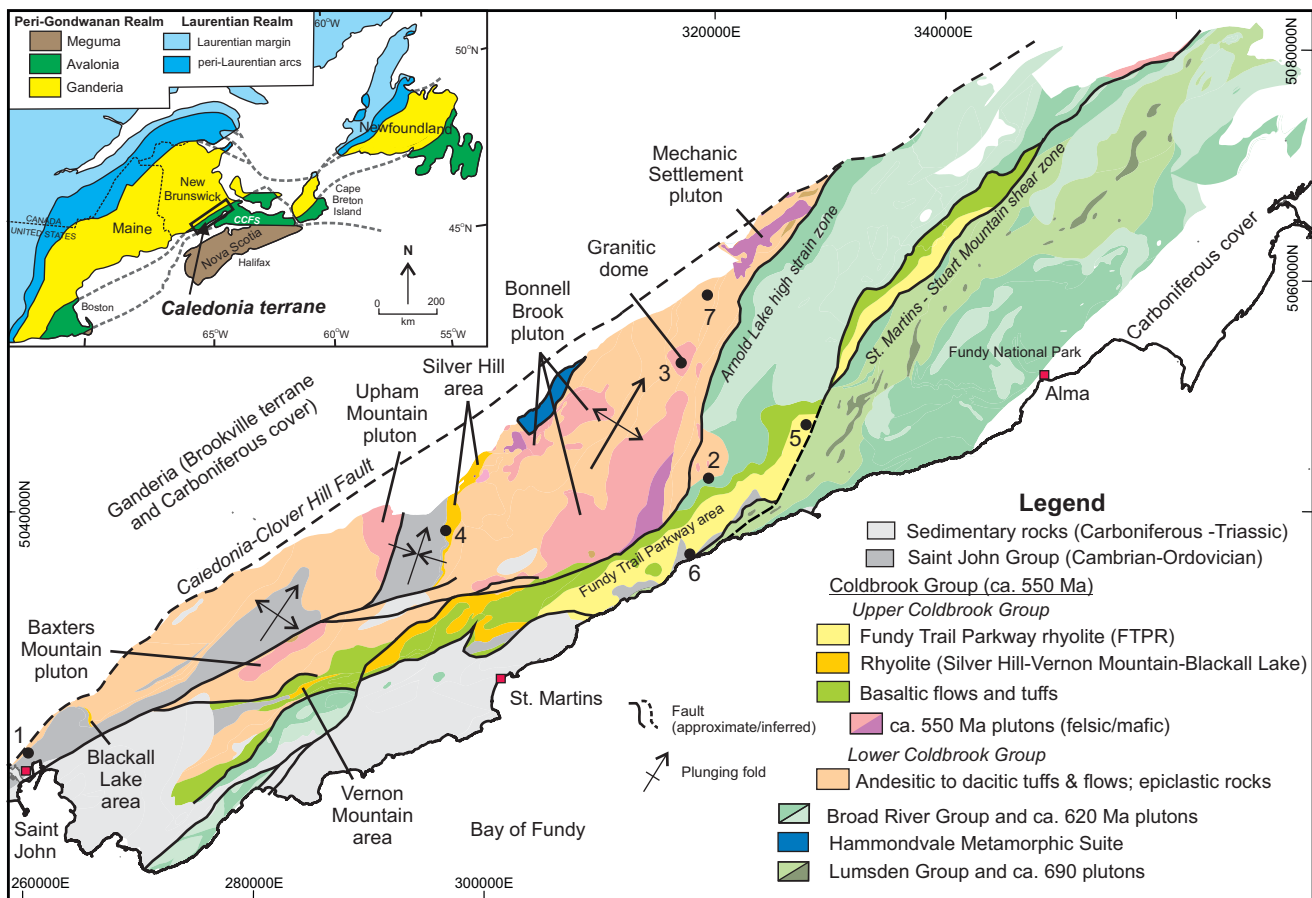 Peri-Gondwanan Realm
Meguma
Avalonia
Ganderia
Laurentian Realm
Laurentian margin
peri-Laurentian arcs
60°W
50°N
Newfoundland
New
Brunswick
Cape
Breton
Island
CANADA
UNITED STATES
Maine
CCFS
45°N
Nova Scotia
Halifax
N
0 200
km
Boston
Caledonia terrane
65°W
60°W
55°W
320000E
340000E
5080000N
5060000N
5040000N
Mechanic
Settlement
pluton
Granitic
dome
Bonnell
Brook
pluton
Silver Hill
area
Upham
Mountain
pluton
Ganderia (Brookville terrane
and Carboniferous cover)
Caledonia-Clover Hill Fault
Arnold Lake high strain zone
St. Martins - Stuart Mountain shear zone
Carboniferous cover
Fundy National Park
Alma
7
3
5
2
4
6
1
Fundy Trail Parkway area
Baxters
Mountain
pluton
St. Martins
Blackall
Lake
area
Vernon
Mountain
area
Saint
John
Bay of Fundy
260000E
280000E
300000E
Fault
(approximate/inferred)
Plunging fold
Legend
Sedimentary rocks (Carboniferous -Triassic)
Saint John Group (Cambrian-Ordovician)
Coldbrook Group (ca. 550 Ma)
Upper Coldbrook Group
Fundy Trail Parkway rhyolite (FTPR)
Rhyolite (Silver Hill-Vernon Mountain-Blackall Lake)
Basaltic flows and tuffs
ca. 550 Ma plutons (felsic/mafic)
Lower Coldbrook Group
Andesitic to dacitic tuffs & flows; epiclastic rocks
Broad River Group and ca. 620 Ma plutons
Hammondvale Metamorphic Suite
Lumsden Group and ca. 690 plutons